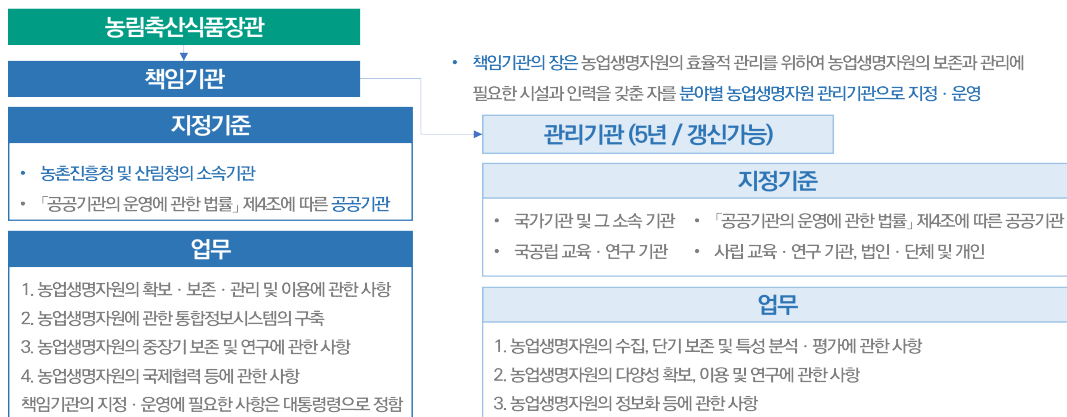 농림축산식품장관
책임기관
지정기준
• 농촌진흥청 및 산림청의 소속기관
• 「공공기관의 운영에 관한 법률」 제4조에 따른 공공기관
업무
1. 농업생명자원의 확보 · 보존 · 관리 및 이용에 관한 사항
2. 농업생명자원에 관한 통합정보시스템의 구축
3. 농업생명자원의 중장기 보존 및 연구에 관한 사항
4. 농업생명자원의 국제협력 등에 관한 사항
책임기관의 지정 · 운영에 필요한 사항은 대통령령으로 정함
• 책임기관의 장은 농업생명자원의 효율적 관리를 위하여 농업생명자원의 보존과 관리에
필요한 시설과 인력을 갖춘 자를 분야별 농업생명자원 관리기관으로 지정 · 운영
관리기관 (5년 / 갱신가능)
지정기준
• 국가기관 및 그 소속 기관 • 「공공기관의 운영에 관한 법률」 제4조에 따른 공공기관
• 국공립 교육 · 연구 기관 • 사립 교육 · 연구 기관, 법인 · 단체 및 개인
업무
1. 농업생명자원의 수집, 단기 보존 및 특성 분석 · 평가에 관한 사항
2. 농업생명자원의 다양성 확보, 이용 및 연구에 관한 사항
3. 농업생명자원의 정보화 등에 관한 사항